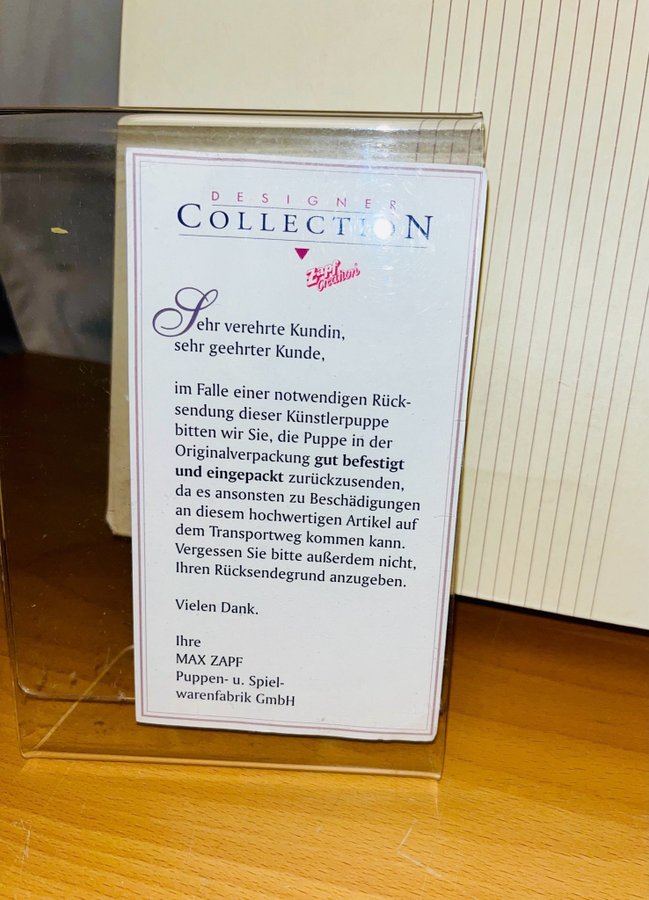 DESIGNER
COLLECTION
Zapf
Creation
Sehr verehrte Kundin,
sehr geehrter Kunde,
im Falle einer notwendigen Rück-
sendung dieser Künstlerpuppe
bitten wir Sie, die Puppe in der
Originalverpackung gut befestigt
und eingepackt zurückzusenden,
da es ansonsten zu Beschädigungen
an diesem hochwertigen Artikel auf
dem Transportweg kommen kann.
Vergessen Sie bitte außerdem nicht,
Ihren Rücksendegrund anzugeben.
Vielen Dank.
Ihre
MAX ZAPF
Puppen- u. Spiel-
warenfabrik GmbH